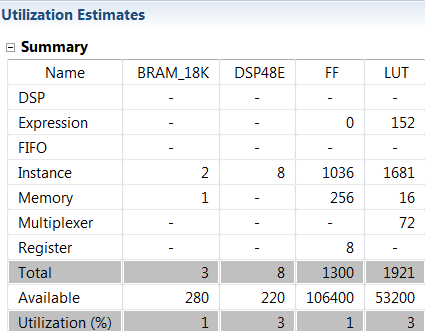 Utilization Estimates
Summary
Name BRAM_18K DSP48E FF LUT
DSP - - - -
Expression - - 0 152
FIFO - - - -
Instance 2 8 1036 1681
Memory 1 - 256 16
Multiplexer - - - 72
Register - - 8 -
Total 3 8 1300 1921
Available 280 220 106400 53200
Utilization (%) 1 3 1 3